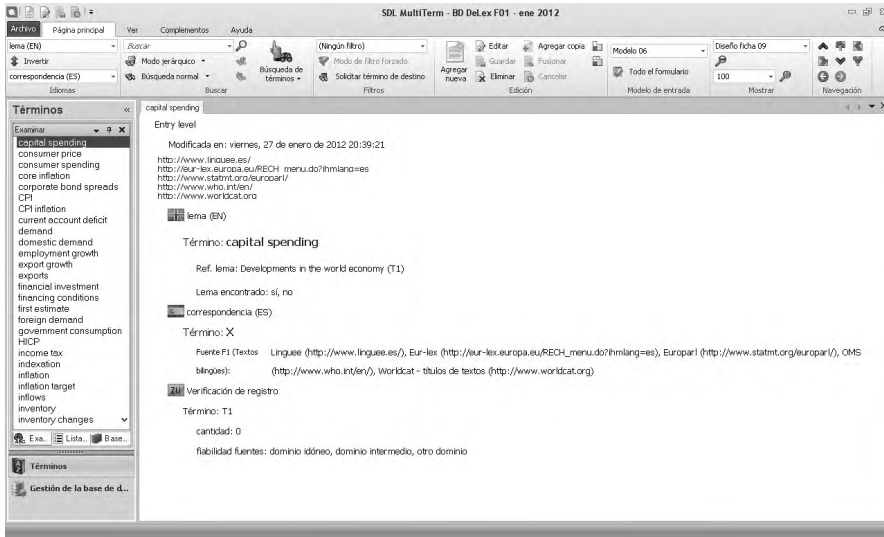 SDL MultiTerm - BD DeLex F01 - ene 2012
Archivo Página principal Ver Complementos Ayuda
lema (EN)
Invertir
correspondencia (ES)
Idiomas
Buscar
Modo jerárquico
Búsqueda normal
Búsqueda de términos
Buscar
(Ningún filtro)
Modo de filtro forzado
Solicitar término de destino
Filtros
Agregar nueva
Editar Agregar copia
Guardar Fusionar
Eliminar Cancelar
Edición
Modelo 06
Todo el formulario
Modelo de entrada
Diseño ficha 09
100
Mostrar
Navegación
Términos «
Examinar
capital spending
consumer price
consumer spending
core inflation
corporate bond spreads
CPI
CPI inflation
current account deficit
demand
domestic demand
employment growth
export growth
exports
financial investment
financing conditions
first estimate
foreign demand
government consumption
HICP
income tax
indexation
inflation
inflation target
inflows
inventory
inventory changes
Exa... Lista... Base...
Términos
Gestión de la base de d...
capital spending
Entry level
Modificada en: viernes, 27 de enero de 2012 20:39:21
http://www.linguee.es/
http://eur-lex.europa.eu/RECH_menu.do?ihmlang=es
http://www.statmt.org/europarl/
http://www.who.int/en/
http://www.worldcat.org
lema (EN)
Término: capital spending
Ref. lema: Developments in the world economy (T1)
Lema encontrado: sí, no
correspondencia (ES)
Término: X
Fuente F1 (Textos bilingües): Linguee (http://www.linguee.es/), Eur-lex (http://eur-lex.europa.eu/RECH_menu.do?ihmlang=es), Europarl (http://www.statmt.org/europarl/), OMS
(http://www.who.int/en/), Worldcat - títulos de textos (http://www.worldcat.org)
ZU Verificación de registro
Término: T1
cantidad: 0
fiabilidad fuentes: dominio idóneo, dominio intermedio, otro dominio